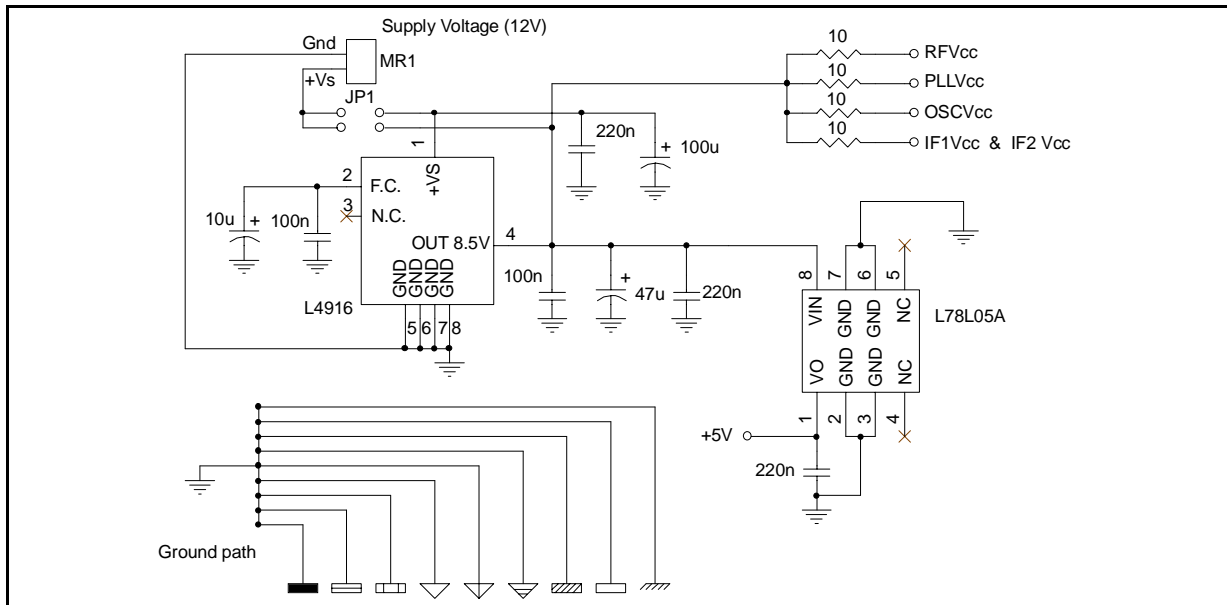 Supply Voltage (12V)
Gnd
MR1
+Vs
JP1
10
RFVcc
10
PLLVcc
10
OSCVcc
10
IF1Vcc & IF2 Vcc
220n
+
100u
1
+VS
2
F.C.
3
N.C.
10u
+
100n
OUT 8.5V
4
GND
GND
GND
GND
L4916
5
6
7
8
100n
+
47u
220n
8
7
6
5
VIN
GND
GND
NC
L78L05A
VO
GND
GND
NC
1
2
3
4
+5V
220n
Ground path